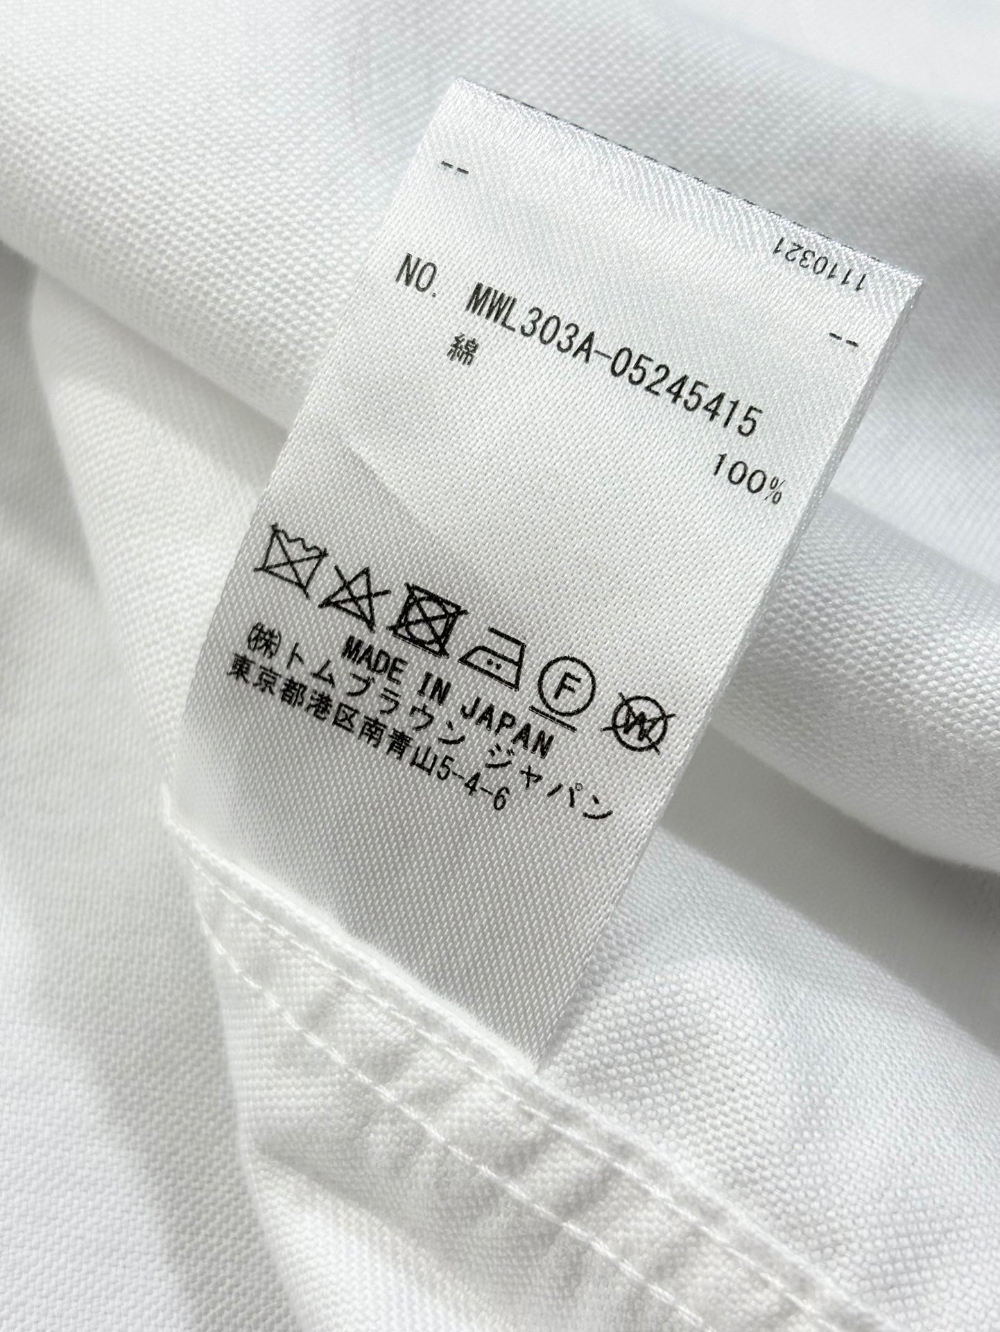 1110321
-- --
NO. MWL303A-05245415
綿
100%
F
W
MADE IN JAPAN
㈱トムブラウン ジャパン
東京都港区南青山5-4-6